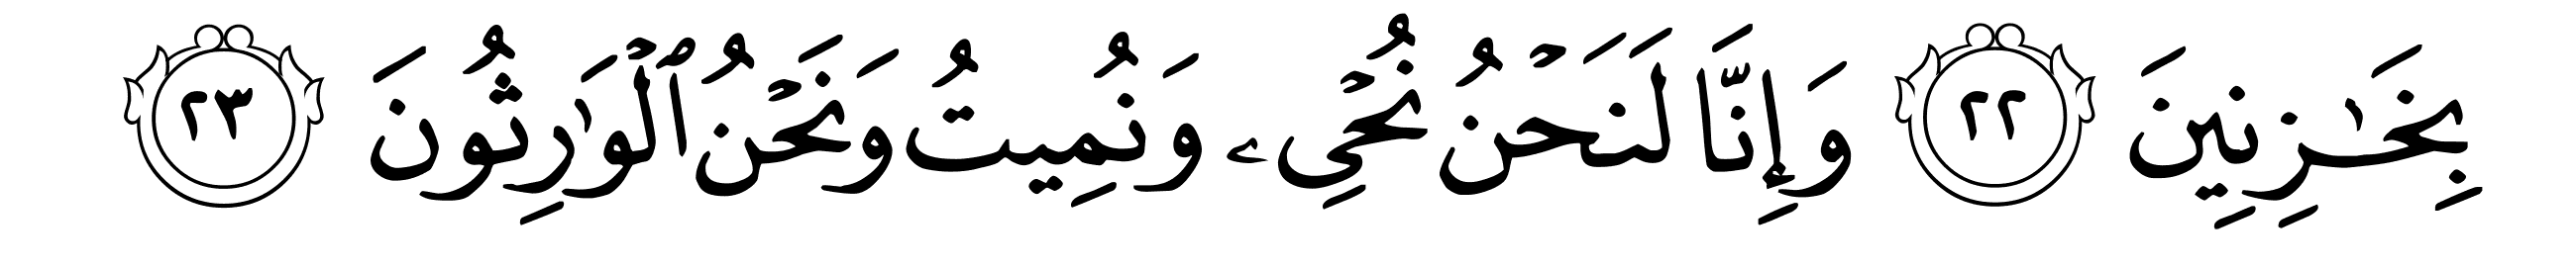 بِخَـٰزِنِينَ ٢٢ وَإِنَّا لَنَحۡنُ نُحۡيِۦ وَنُمِيتُ وَنَحۡنُ ٱلۡوَٰرِثُونَ ٢٣